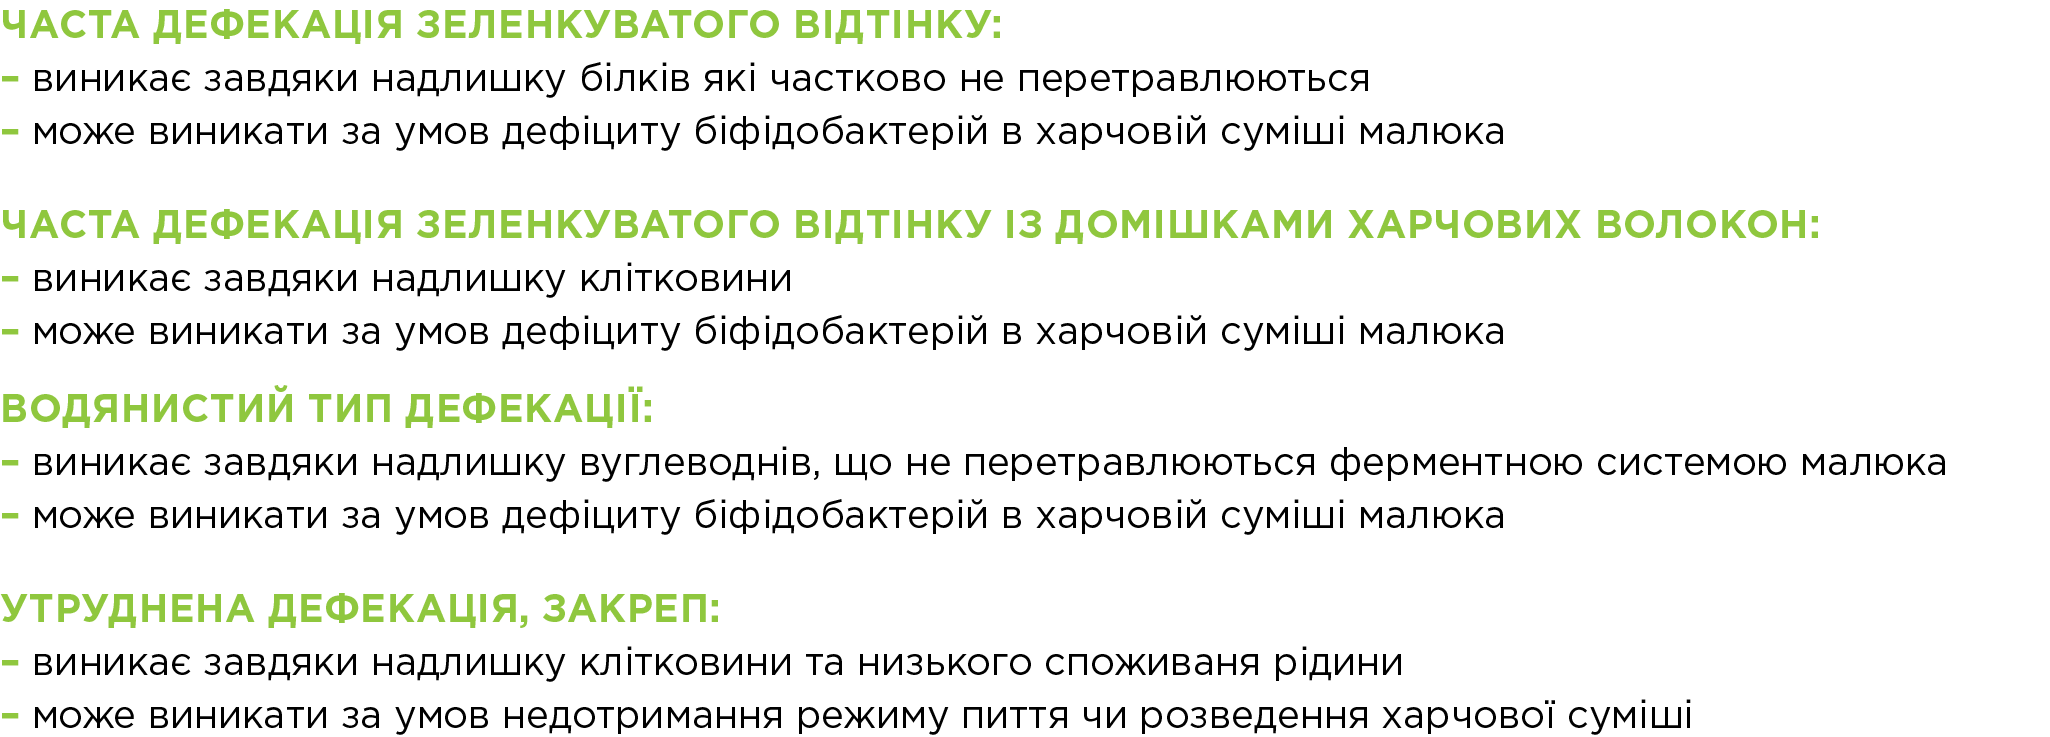 ЧАСТА ДЕФЕКАЦІЯ ЗЕЛЕНКУВАТОГО ВІДТІНКУ:
– виникає завдяки надлишку білків які частково не перетравлюються
– може виникати за умов дефіциту біфідобактерій в харчовій суміші малюка
ЧАСТА ДЕФЕКАЦІЯ ЗЕЛЕНКУВАТОГО ВІДТІНКУ ІЗ ДОМІШКАМИ ХАРЧОВИХ ВОЛОКОН:
– виникає завдяки надлишку клітковини
– може виникати за умов дефіциту біфідобактерій в харчовій суміші малюка
ВОДЯНИСТИЙ ТИП ДЕФЕКАЦІЇ:
– виникає завдяки надлишку вуглеводнів, що не перетравлюються ферментною системою малюка
– може виникати за умов дефіциту біфідобактерій в харчовій суміші малюка
УТРУДНЕНА ДЕФЕКАЦІЯ, ЗАКРЕП:
– виникає завдяки надлишку клітковини та низького споживаня рідини
– може виникати за умов недотримання режиму пиття чи розведення харчової суміші